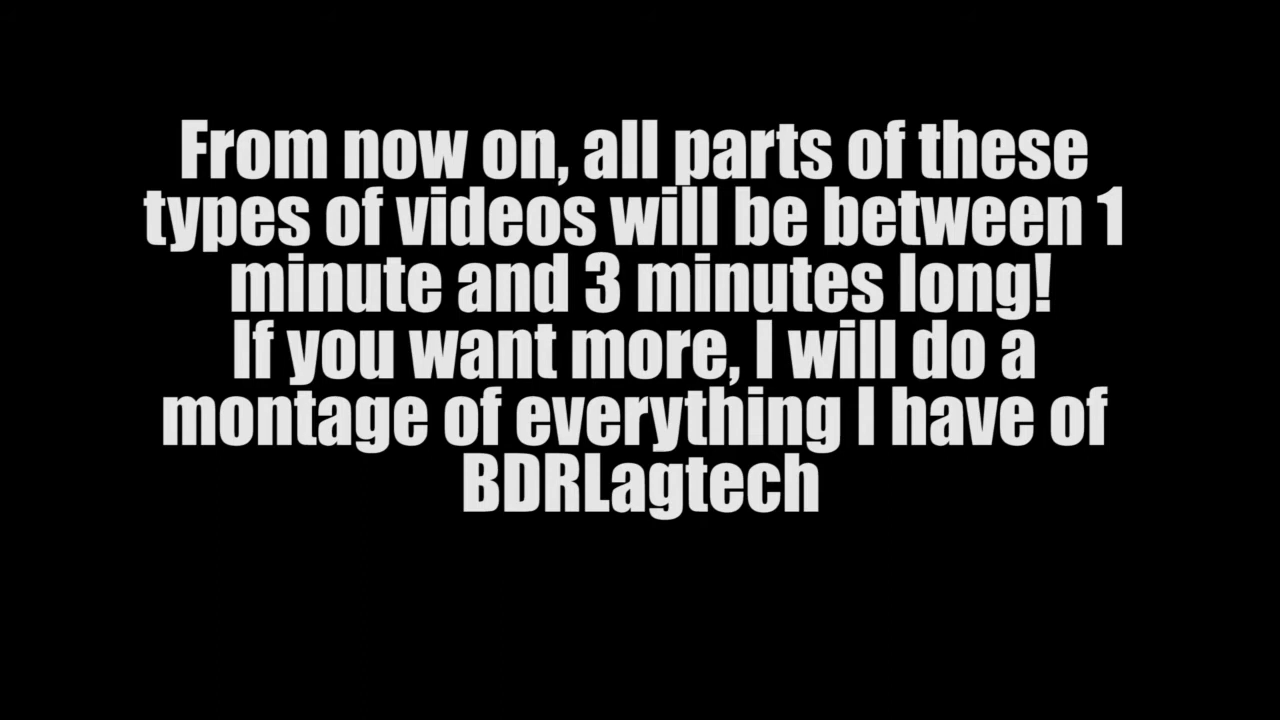 From now on, all parts of these
types of videos will be between 1
minute and 3 minutes long!
If you want more, I will do a
montage of everything I have of
BDRLagtech